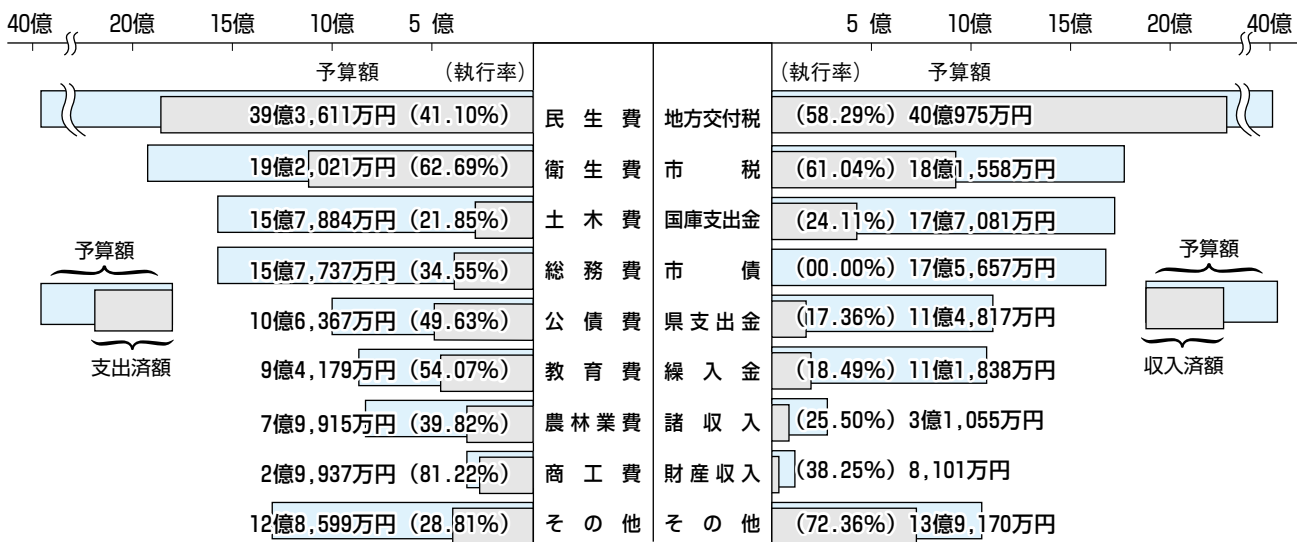 40億 20億 15億 10億 5 億 5 億 10億 15億 20億 40億
予算額 (執行率) (執行率) 予算額
39億3,611万円 (41.10%) 民生費 地方交付税 (58.29%) 40億975万円
19億2,021万円 (62.69%) 衛生費 市税 (61.04%) 18億1,558万円
15億7,884万円 (21.85%) 土木費 国庫支出金 (24.11%) 17億7,081万円
15億7,737万円 (34.55%) 総務費 市債 (00.00%) 17億5,657万円
10億6,367万円 (49.63%) 公債費 県支出金 (17.36%) 11億4,817万円
9億4,179万円 (54.07%) 教育費 繰入金 (18.49%) 11億1,838万円
7億9,915万円 (39.82%) 農林業費 諸収入 (25.50%) 3億1,055万円
2億9,937万円 (81.22%) 商工費 財産収入 (38.25%) 8,101万円
12億8,599万円 (28.81%) その他 その他 (72.36%) 13億9,170万円
予算額
支出済額
予算額
収入済額